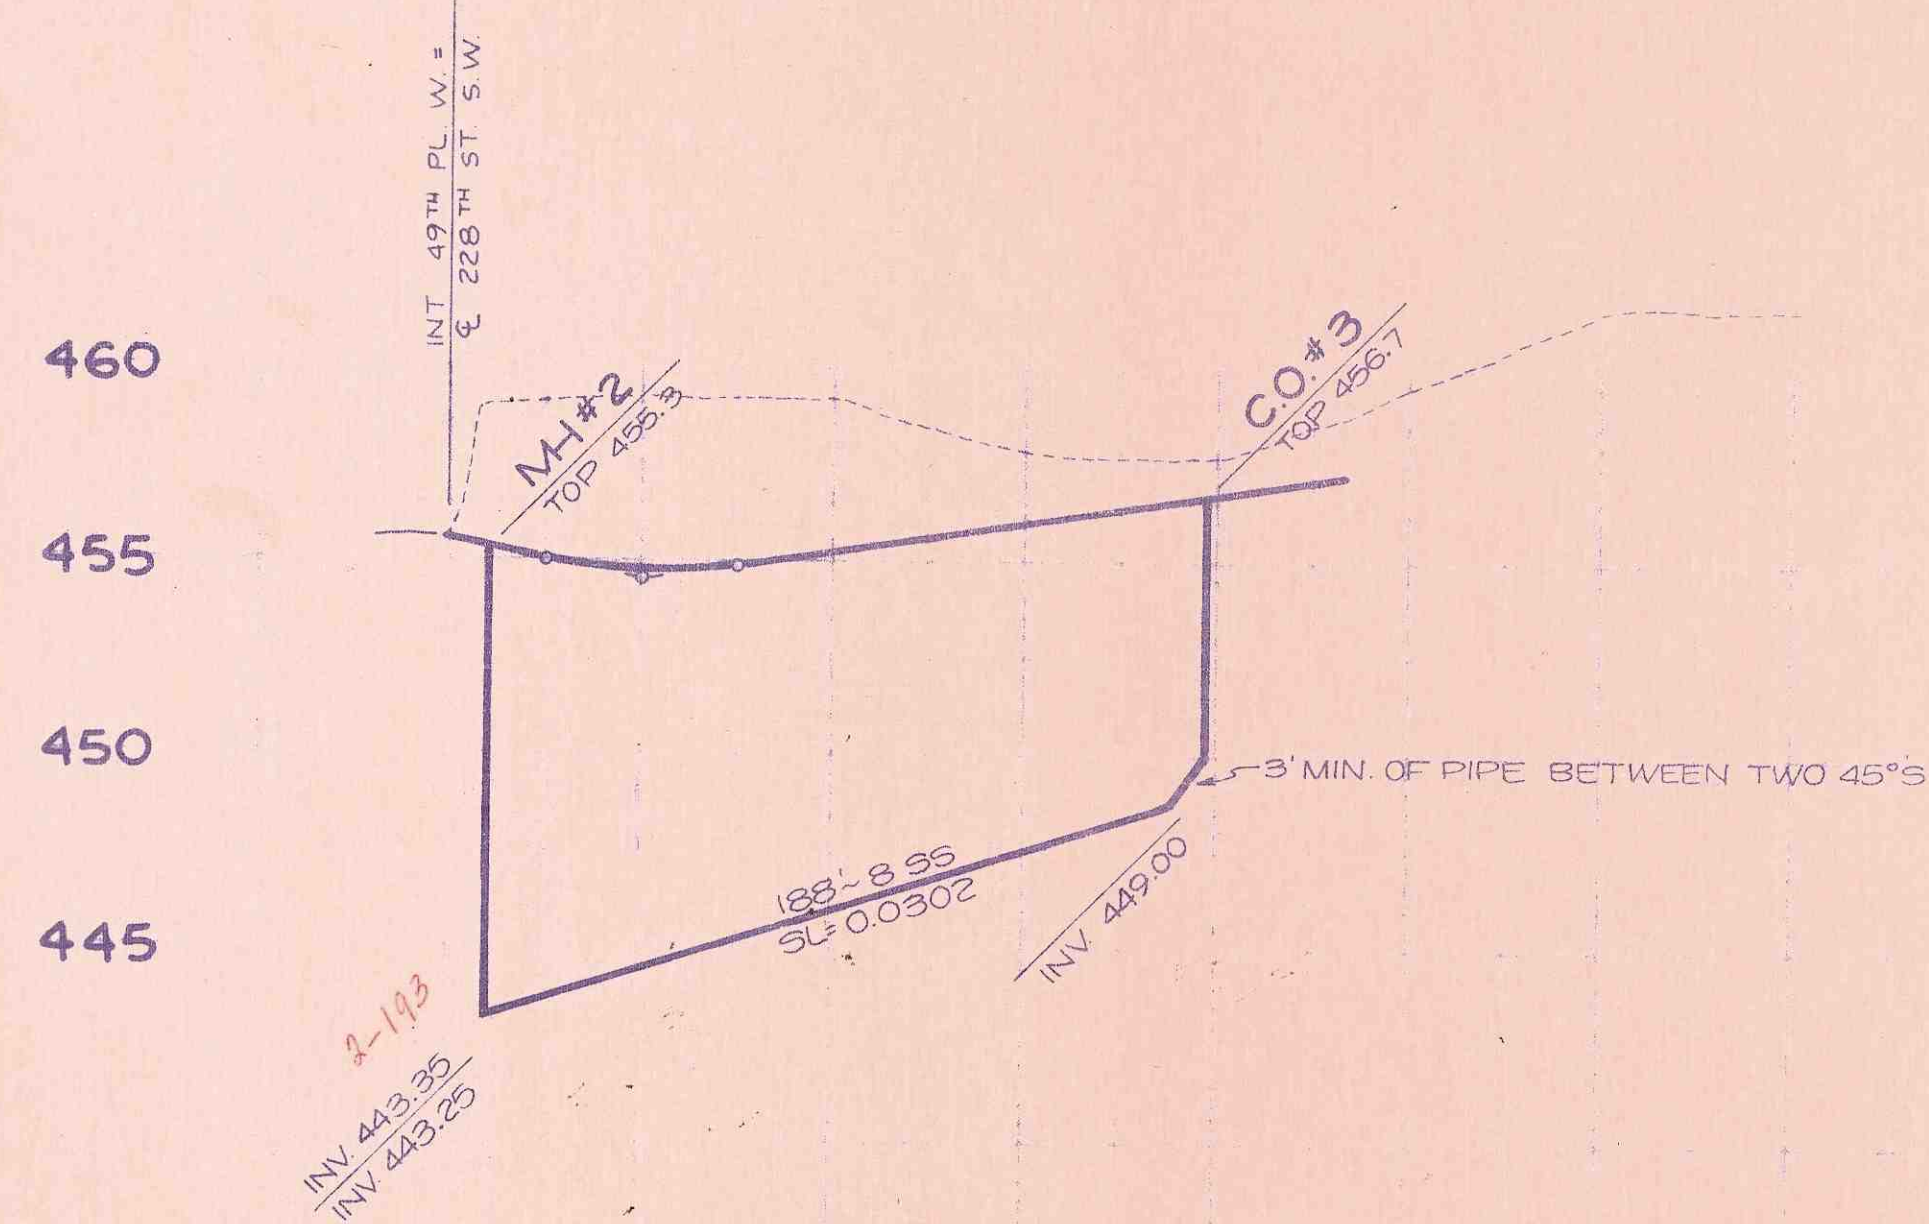 INT 49TH PL. W. =
℄ 228TH ST. S.W.
460
MH #2
TOP 455.3
C.O. #3
TOP 456.7
455
450
3' MIN. OF PIPE BETWEEN TWO 45°S
188'~ 8 SS
SL= 0.0302
INV. 449.00
445
2-193
INV. 443.35
INV. 443.25